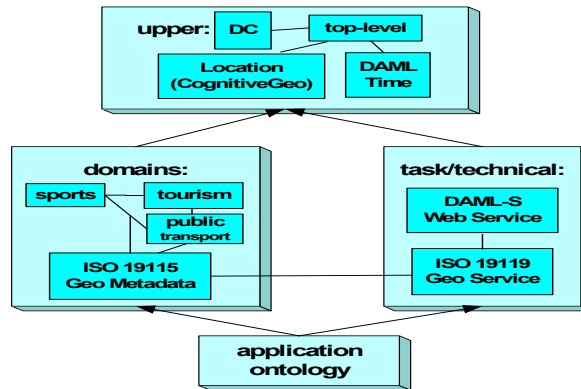 upper:
DC
top-level
Location
(CognitiveGeo)
DAML
Time
domains:
sports
tourism
public
transport
ISO 19115
Geo Metadata
task/technical:
DAML-S
Web Service
ISO 19119
Geo Service
application
ontology